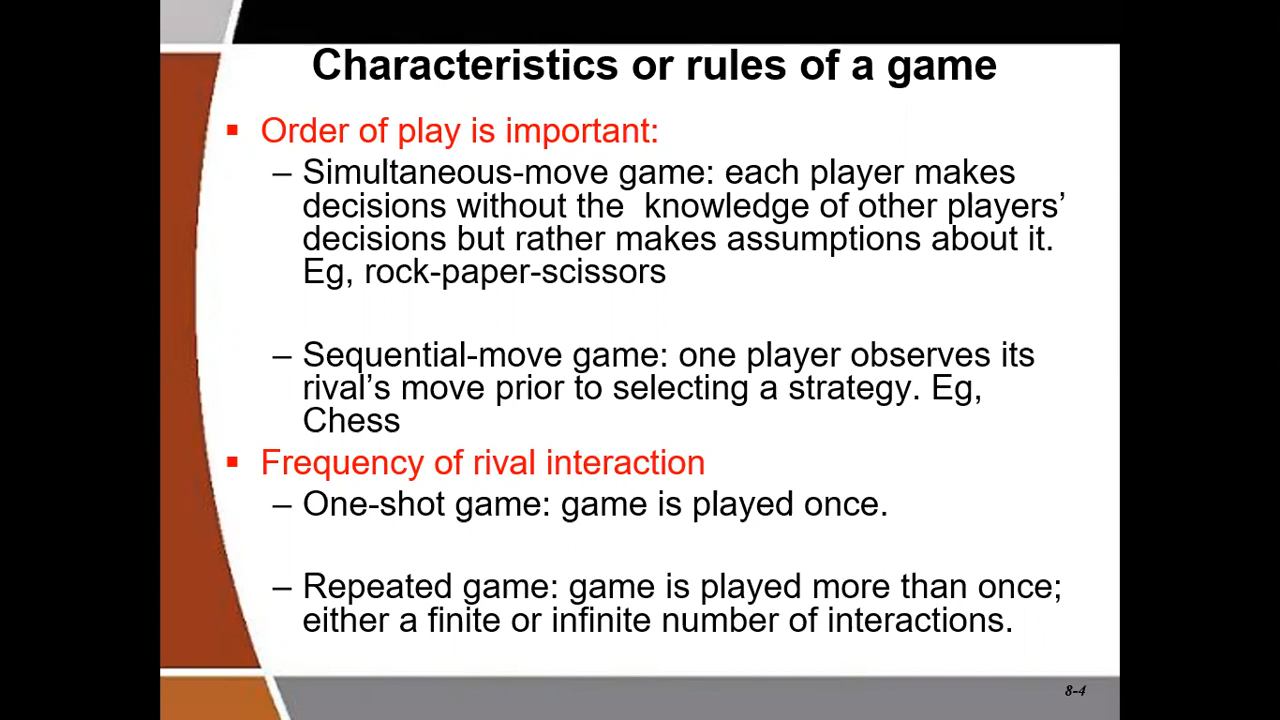 Characteristics or rules of a game
▪ Order of play is important:
– Simultaneous-move game: each player makes
decisions without the  knowledge of other players’
decisions but rather makes assumptions about it.
Eg, rock-paper-scissors
– Sequential-move game: one player observes its
rival’s move prior to selecting a strategy. Eg,
Chess
▪ Frequency of rival interaction
– One-shot game: game is played once.
– Repeated game: game is played more than once;
either a finite or infinite number of interactions.
8-4